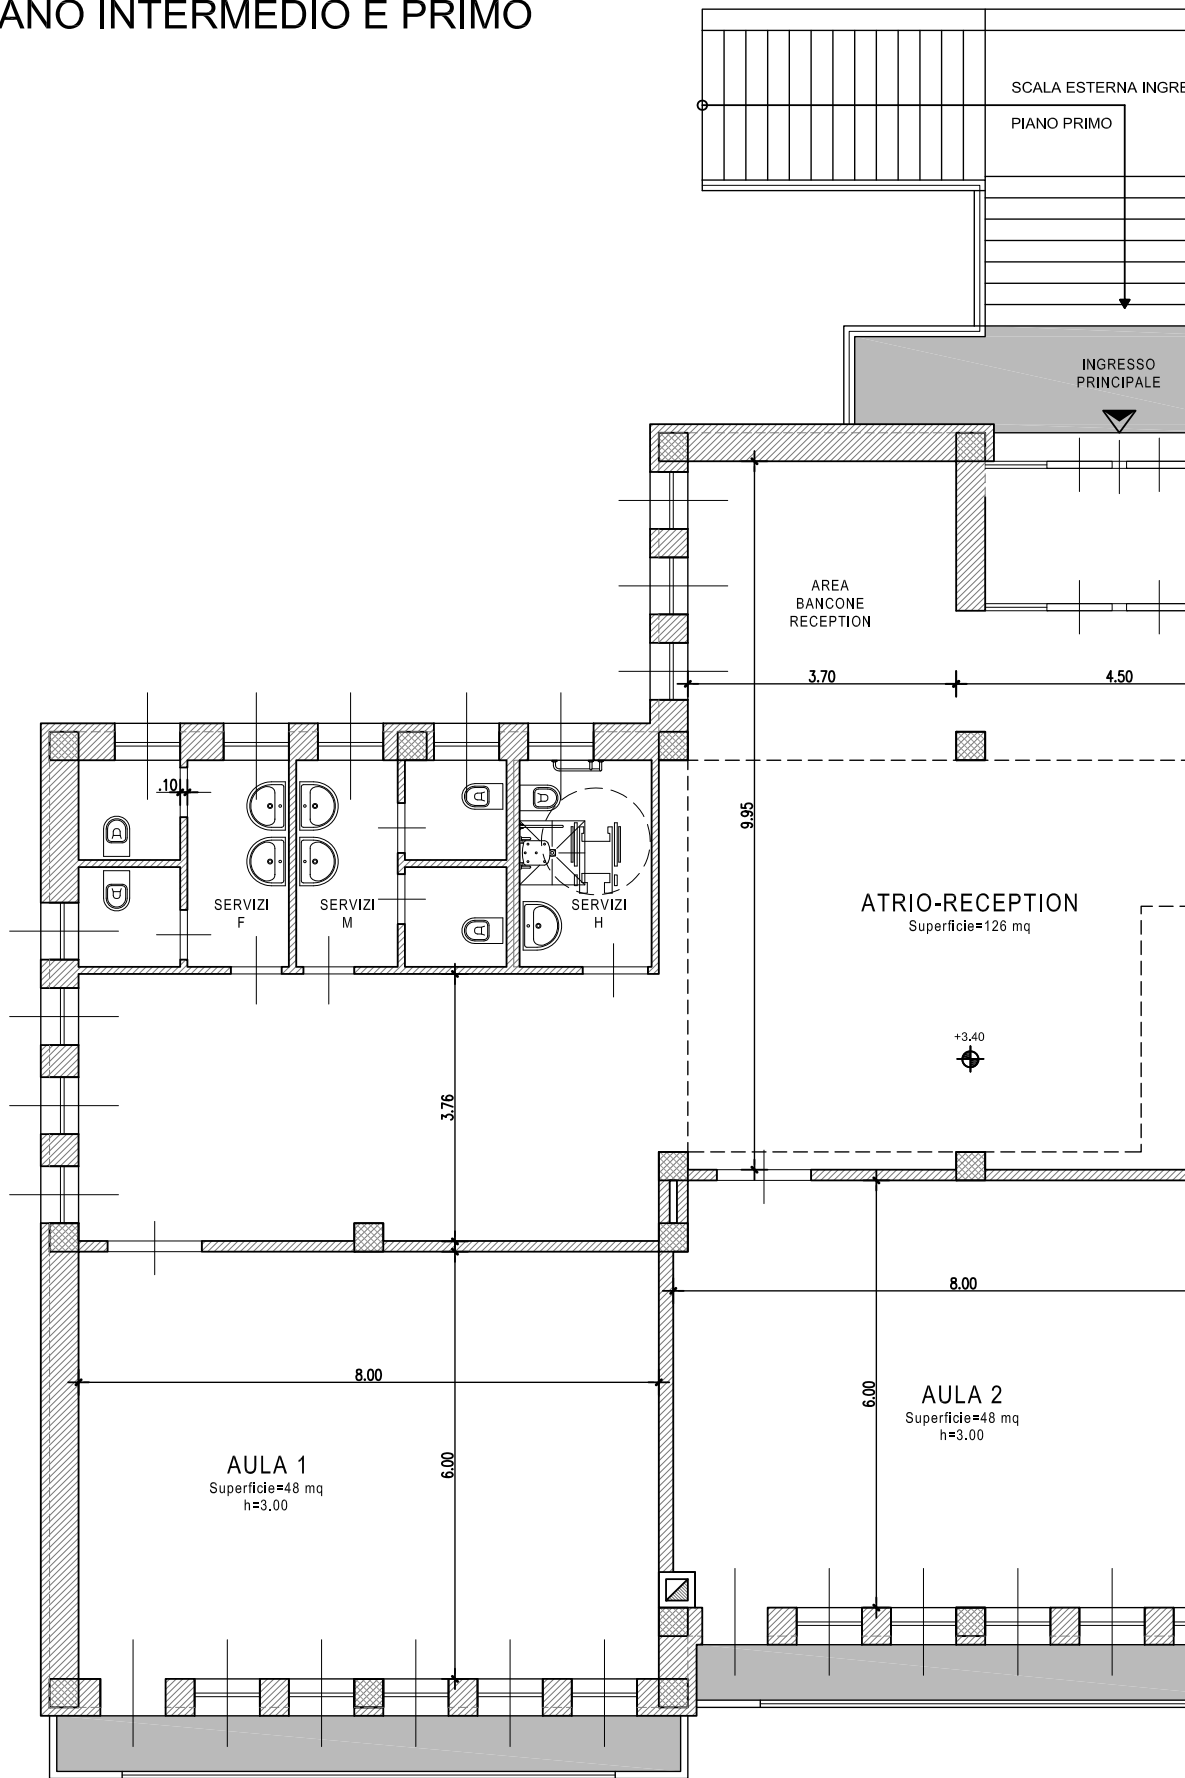 ANO INTERMEDIO E PRIMO
SCALA ESTERNA INGRE
PIANO PRIMO
INGRESSO
PRINCIPALE
AREA
BANCONE
RECEPTION
3.70
4.50
.10
9.95
SERVIZI
F
SERVIZI
M
SERVIZI
H
ATRIO-RECEPTION
Superficie=126 mq
+3.40
3.76
8.00
8.00
6.00
AULA 2
Superficie=48 mq
h=3.00
6.00
AULA 1
Superficie=48 mq
h=3.00